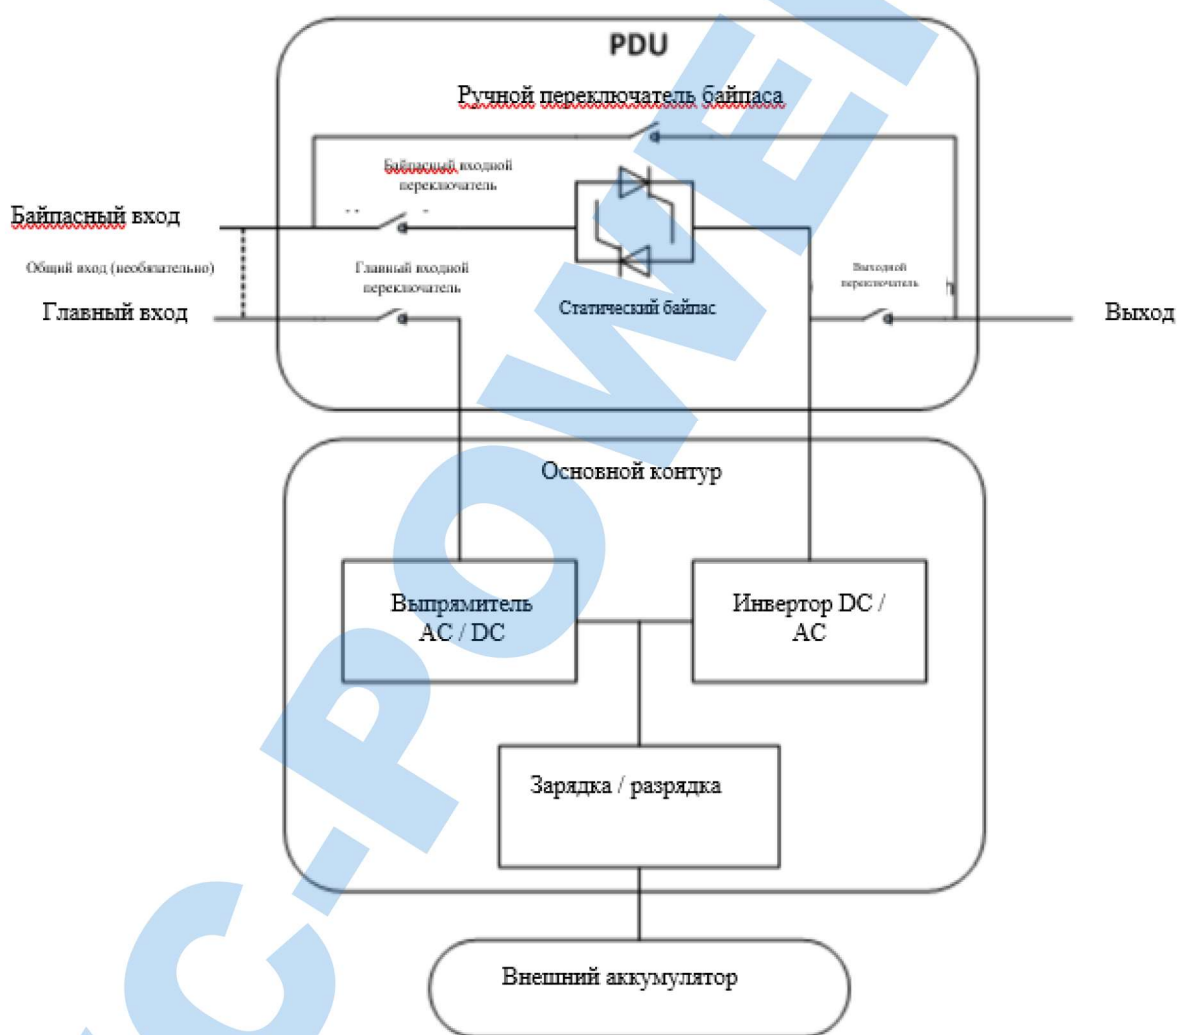 PDU
Ручной переключатель байпаса
Байпасный входной
переключатель
Байпасный вход
Общий вход (необязательно)
Главный входной
переключатель
Выходной
переключатель
Главный вход
Статический байпас
Выход
Основной контур
Выпрямитель
AC / DC
Инвертор DC /
AC
Зарядка / разрядка
Внешний аккумулятор
C-POWE